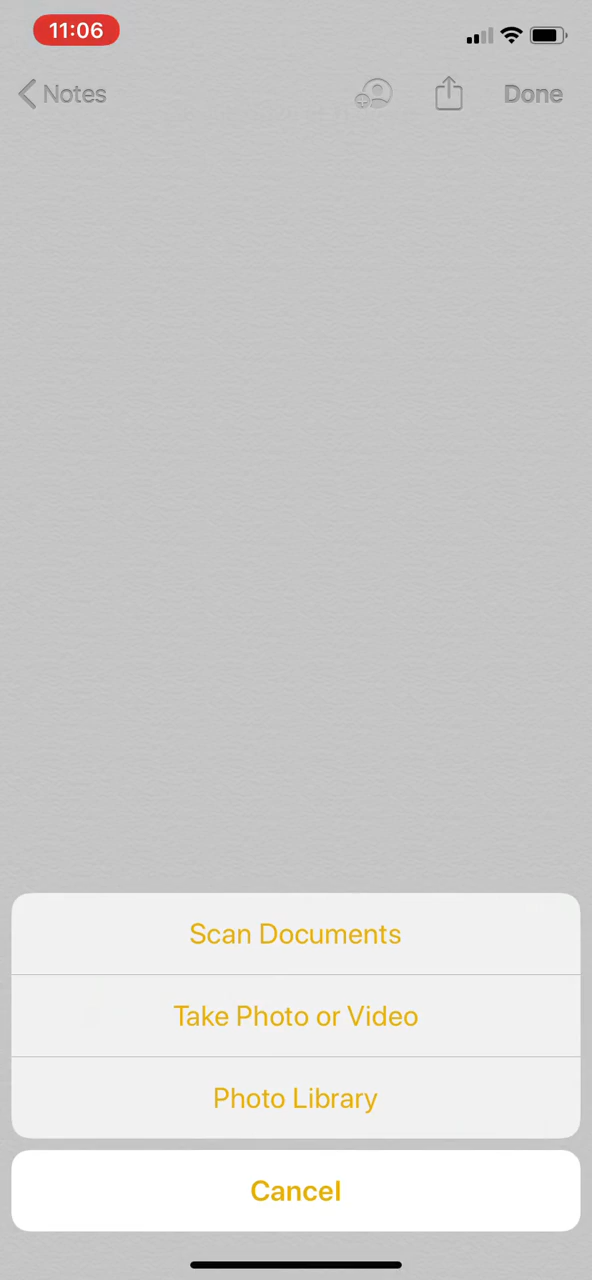 11:06
Notes
Done
Scan Documents
Take Photo or Video
Photo Library
Cancel